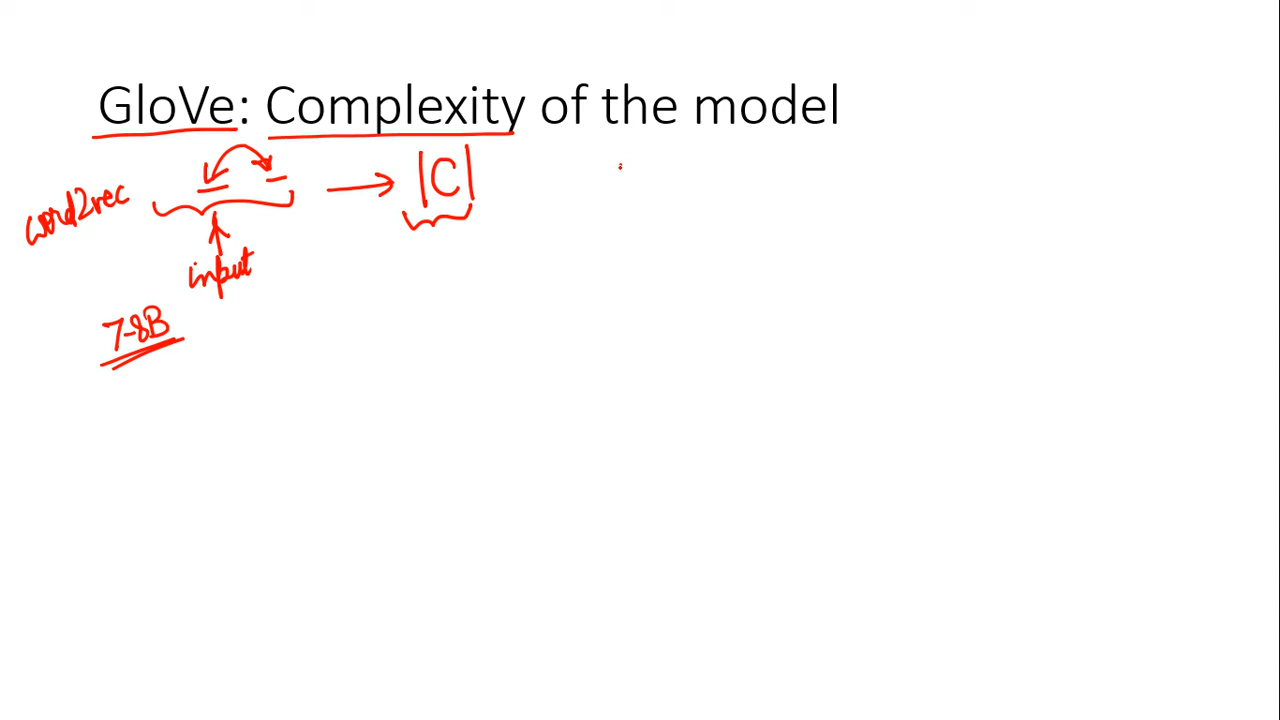 GloVe: Complexity of the model
word2vec → |C|
input
7-8B